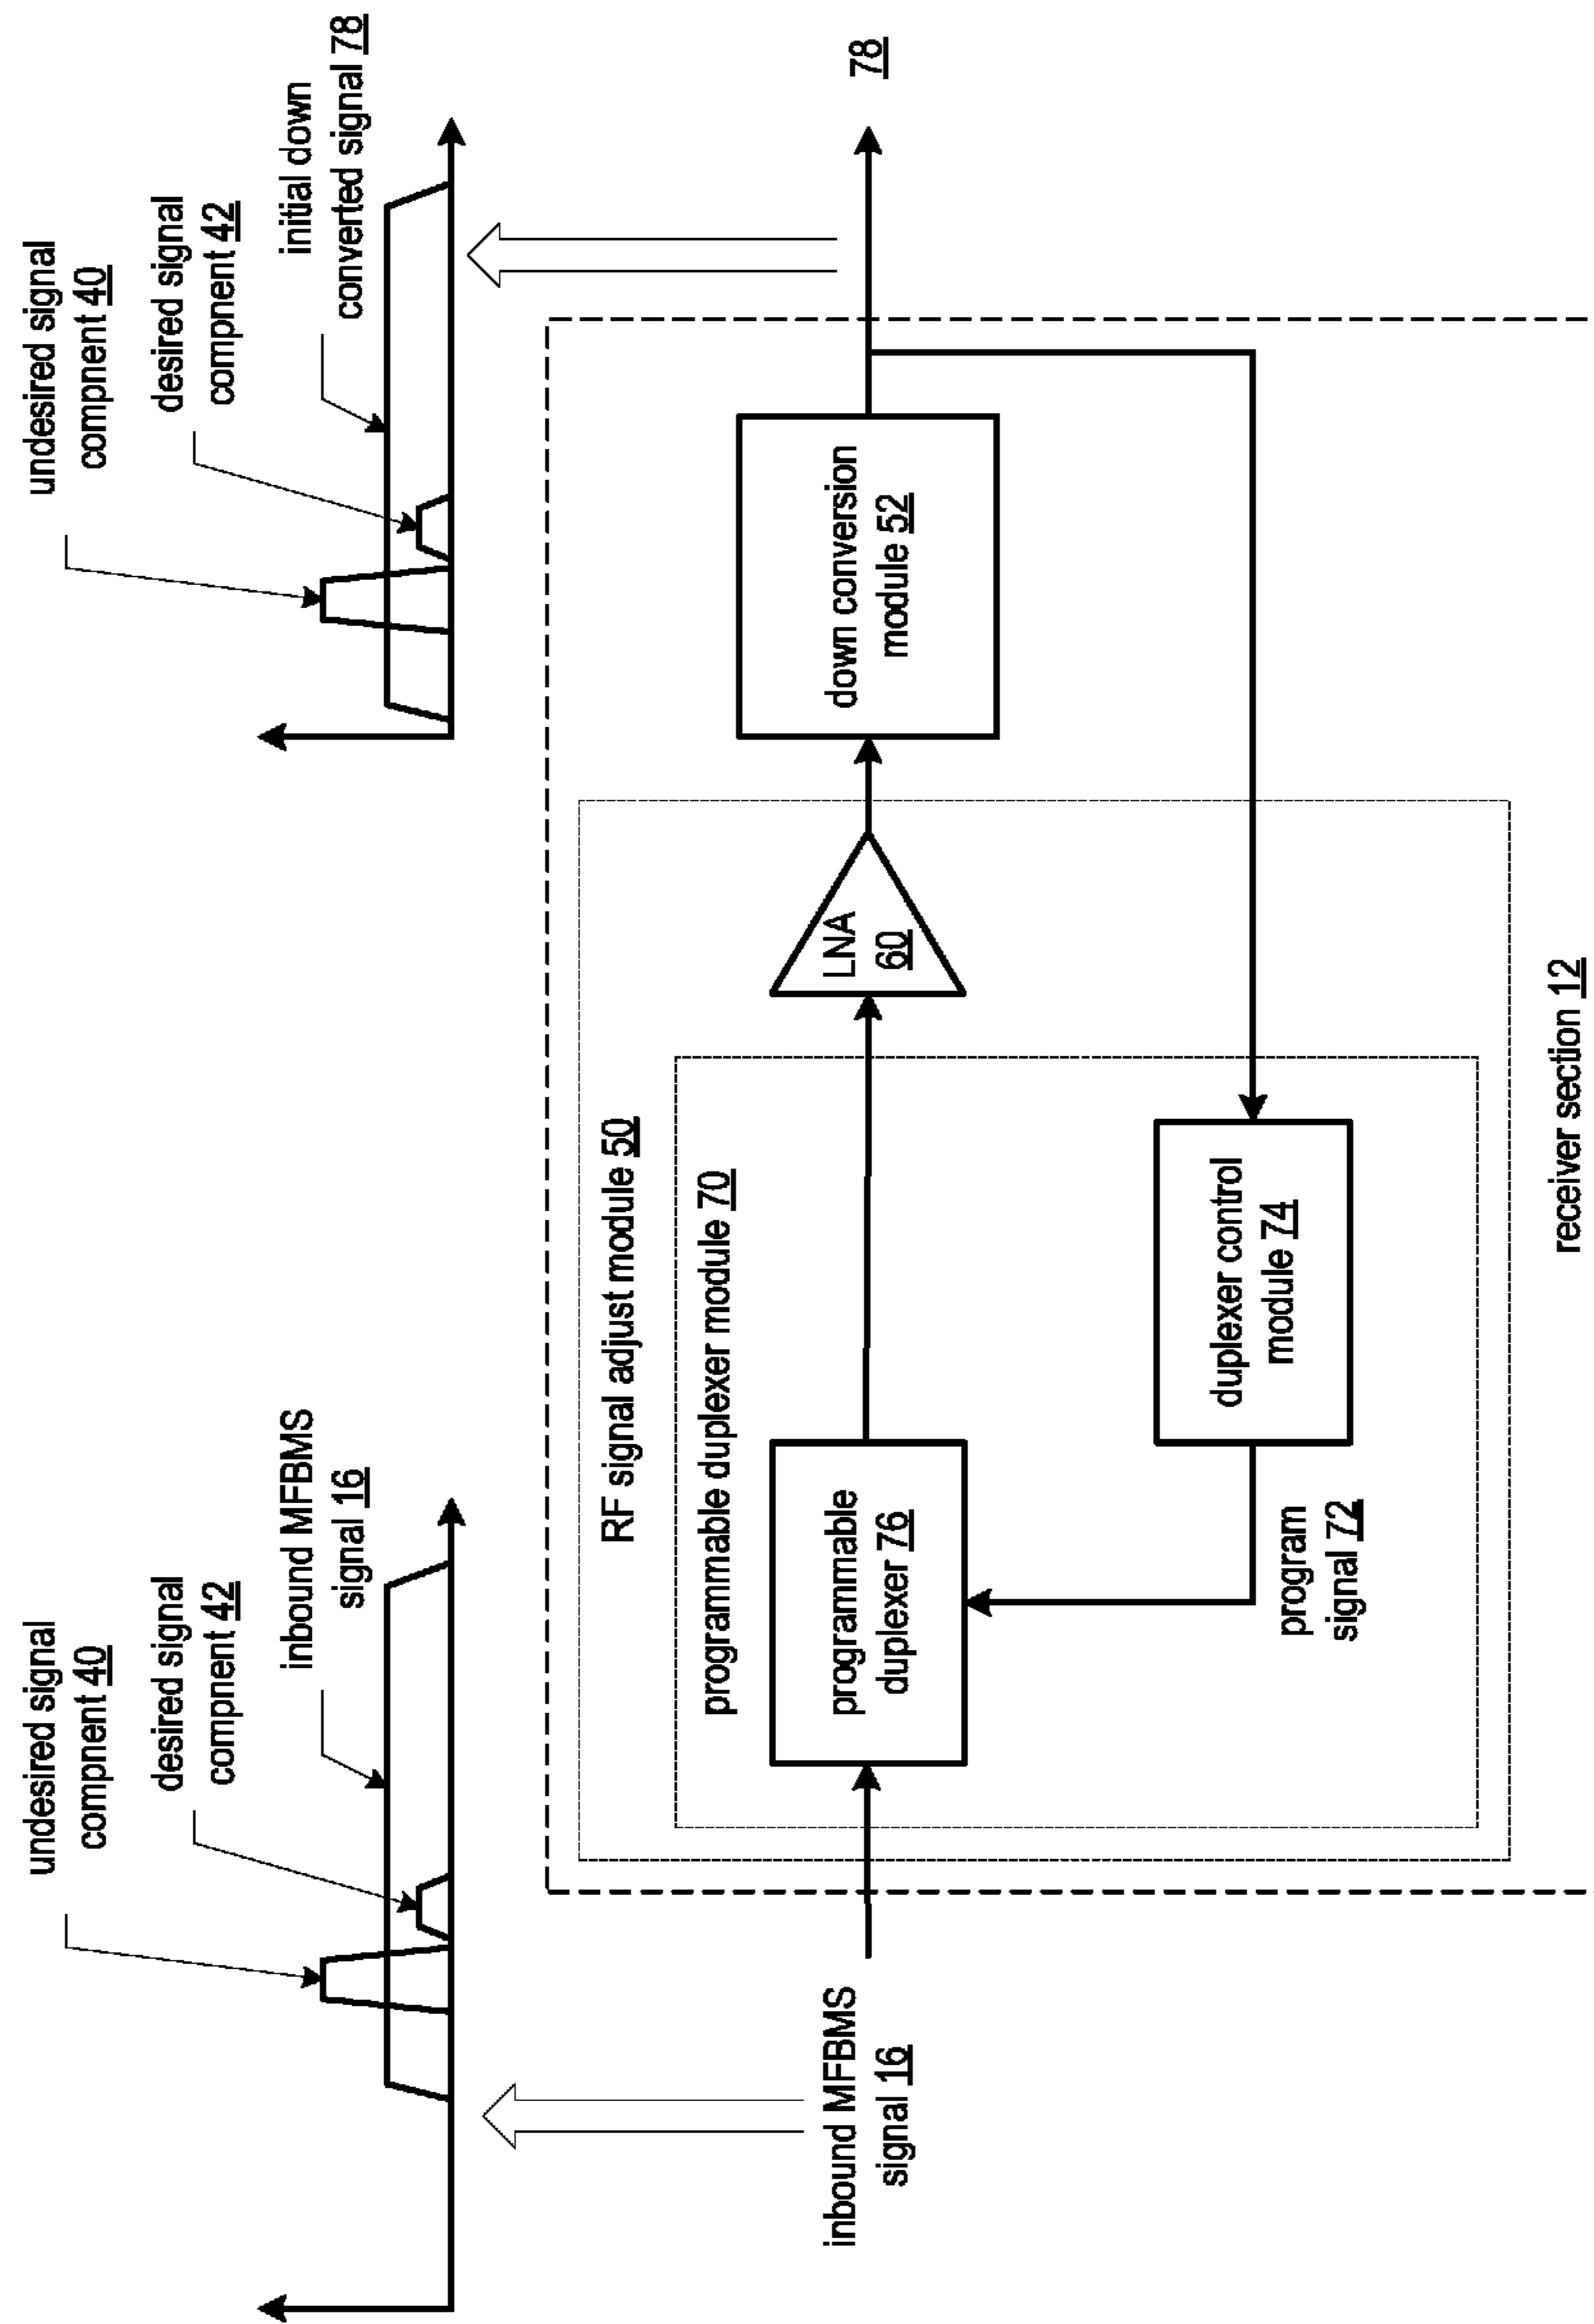 undesired signal
compnent 40
desired signal
component 42
inbound MFBMS
signal 16
undesired signal
compnent 40
desired signal
component 42
initial down
converted signal 78
inbound MFBMS
signal 16
RF signal adjust module 50
programmable duplexer module 70
programmable
duplexer 76
LNA
60
down conversion
module 52
78
duplexer control
module 74
program
signal 72
receiver section 12